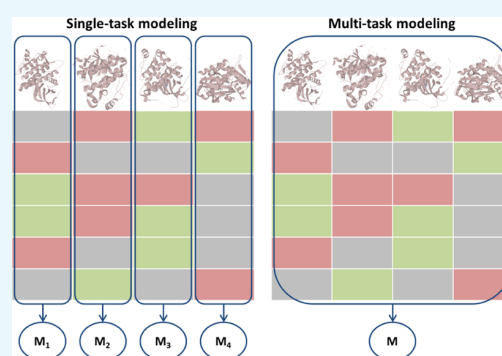 Single-task modeling
Multi-task modeling
M₁
M₂
M₃
M₄
M